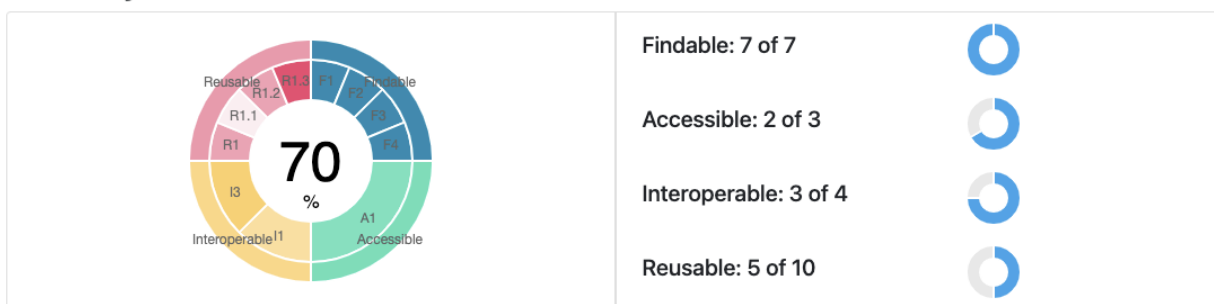 Reusable
R1.3
F1
Findable
R1.2
F2
R1.1
F3
R1
F4
70
%
I3
A1
Interoperable
I1
Accessible
Findable: 7 of 7
Accessible: 2 of 3
Interoperable: 3 of 4
Reusable: 5 of 10